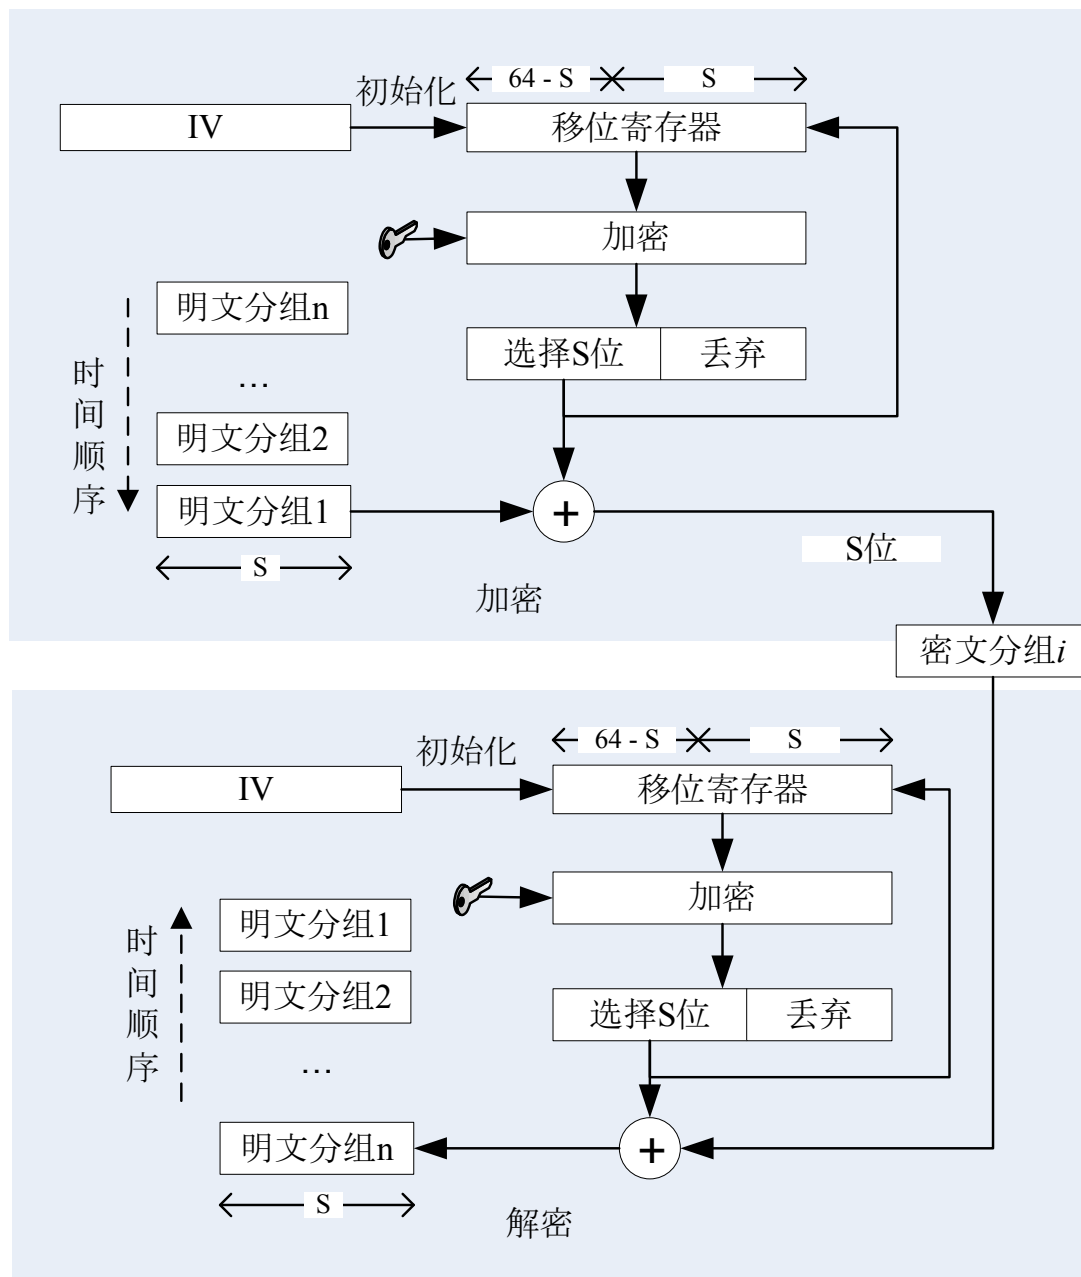 64 - S
S
初始化
IV
移位寄存器
加密
明文分组n
选择S位
丢弃
…
时间顺序
明文分组2
明文分组1
+
S位
S
加密
密文分组i
64 - S
S
初始化
IV
移位寄存器
加密
明文分组1
时间顺序
明文分组2
选择S位
丢弃
…
明文分组n
+
S
解密